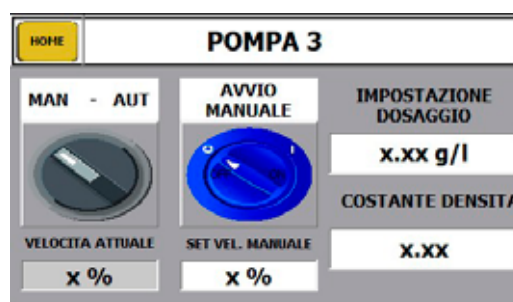 HOME
POMPA 3
MAN - AUT
AVVIO
MANUALE
IMPOSTAZIONE
DOSAGGIO
x.xx g/l
COSTANTE DENSITA
VELOCITA ATTUALE
SET VEL. MANUALE
x.xx
x %
x %